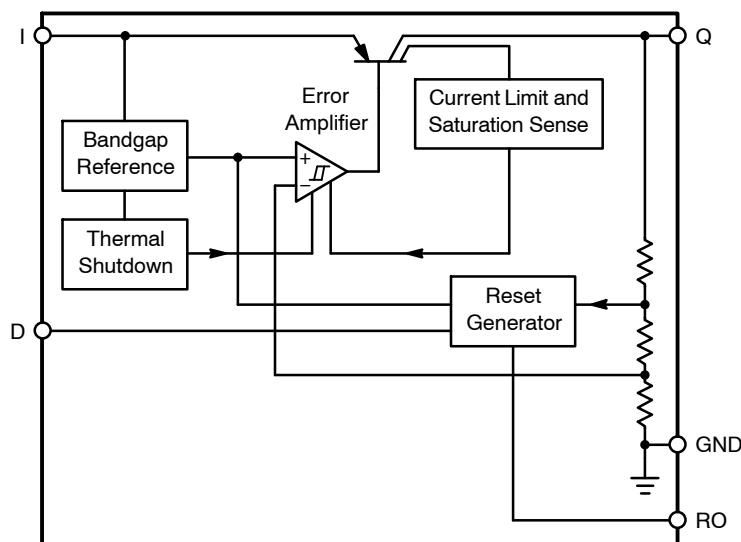 I
Q
Error
Amplifier
Current Limit and
Saturation Sense
Bandgap
Reference
+
−
Thermal
Shutdown
Reset
Generator
D
GND
RO